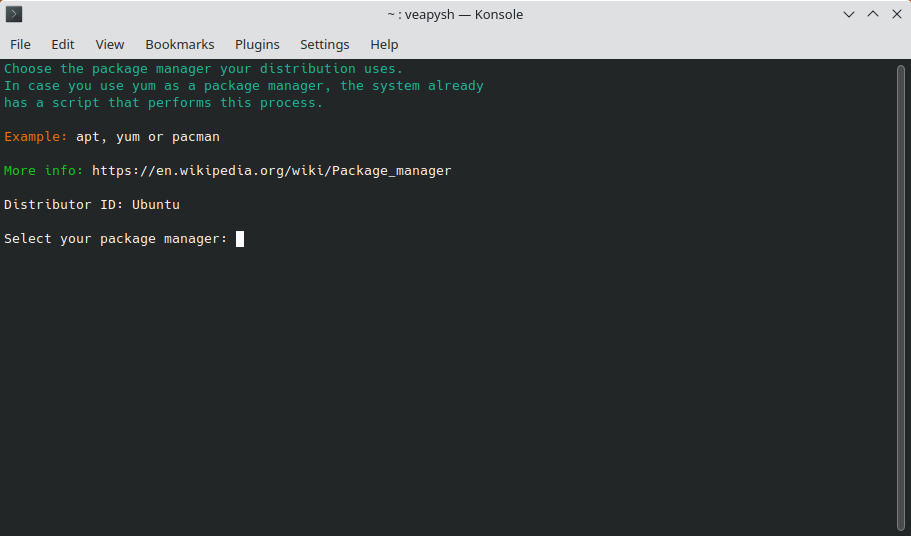 ~ : veapysh — Konsole
File Edit View Bookmarks Plugins Settings Help
Choose the package manager your distribution uses.
In case you use yum as a package manager, the system already
has a script that performs this process.
Example: apt, yum or pacman
More info: https://en.wikipedia.org/wiki/Package_manager
Distributor ID: Ubuntu
Select your package manager: